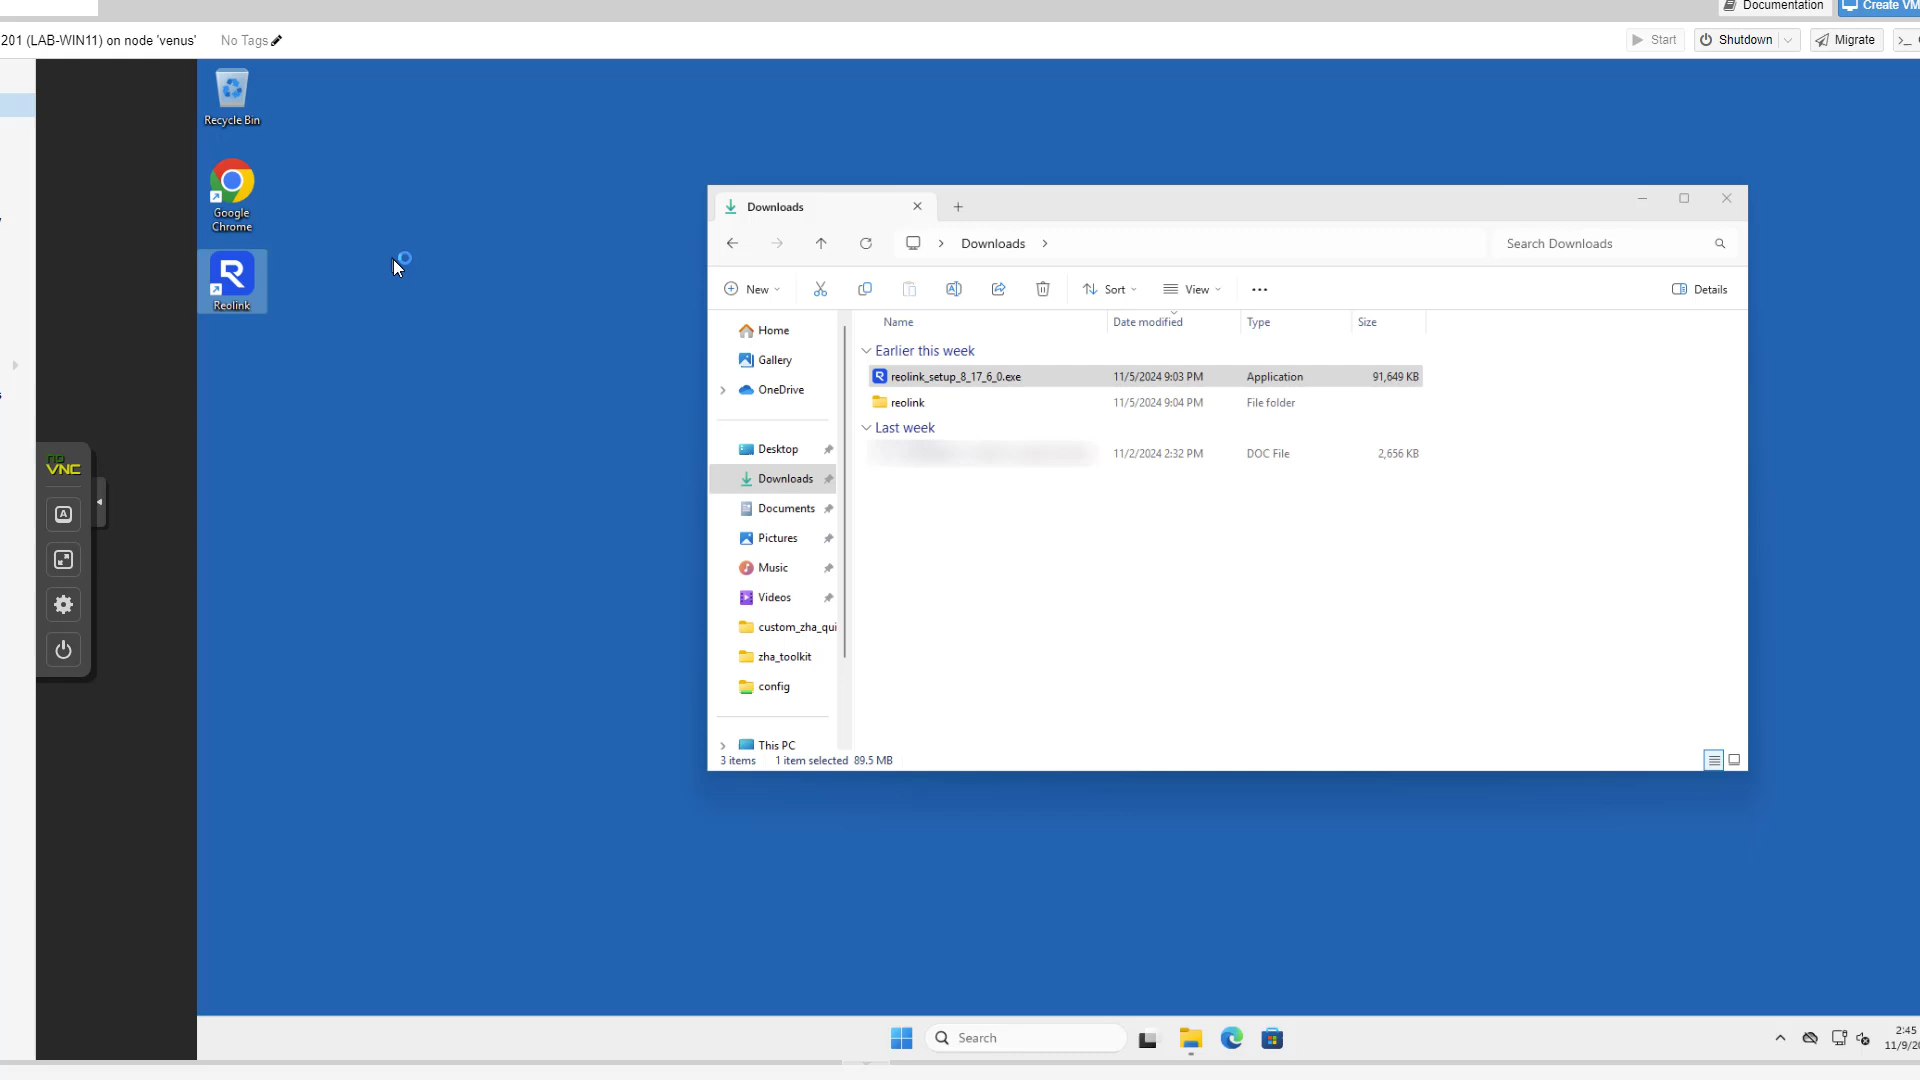 Documentation
Create VM
201 (LAB-WIN11) on node 'venus'
No Tags
Start
Shutdown
Migrate
Recycle Bin
Google
Chrome
Reolink
no
VNC
A
Downloads
Downloads
Search Downloads
New
Sort
View
Details
Name
Date modified
Type
Size
Home
Gallery
OneDrive
Desktop
Downloads
Documents
Pictures
Music
Videos
custom_zha_qui
zha_toolkit
config
This PC
Earlier this week
reolink_setup_8_17_6_0.exe 11/5/2024 9:03 PM Application 91,649 KB
reolink 11/5/2024 9:04 PM File folder
Last week
11/2/2024 2:32 PM DOC File 2,656 KB
3 items 1 item selected 89.5 MB
Search
2:45
11/9/20